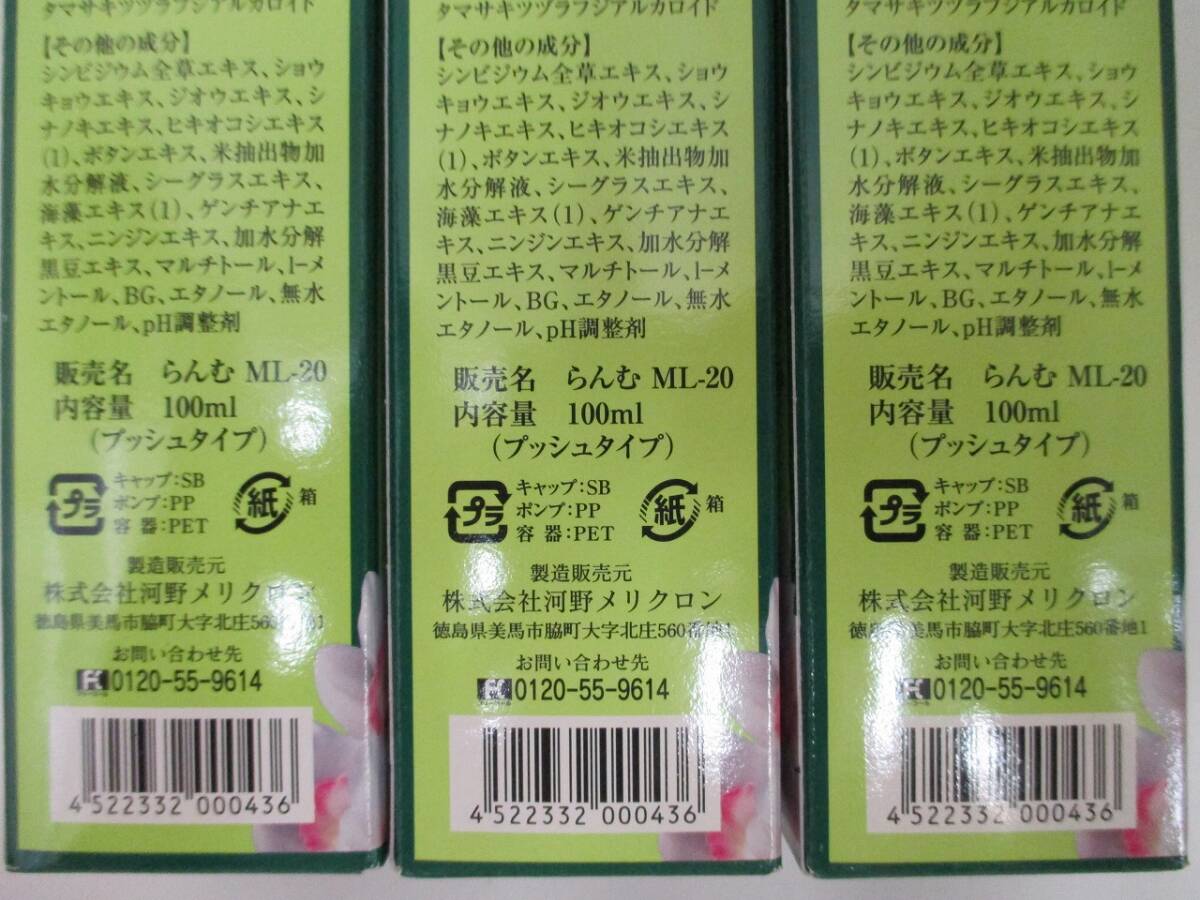 タマサキツヅラフジアルカロイド
【その他の成分】
シンビジウム全草エキス、ショウ
キョウエキス、ジオウエキス、シ
ナノキエキス、ヒキオコシエキス
(1)、ボタンエキス、米抽出物加
水分解液、シーグラスエキス、
海藻エキス(1)、ゲンチアナエ
キス、ニンジンエキス、加水分解
黒豆エキス、マルチトール、l-メ
ントール、BG、エタノール、無水
エタノール、pH調整剤
販売名 らんむ ML-20
内容量 100ml
(プッシュタイプ)
プラ
キャップ:SB
ポンプ:PP
容器:PET
紙
箱
製造販売元
株式会社河野メリクロン
徳島県美馬市脇町大字北庄560番地1
お問い合わせ先
0120-55-9614
4 522332 000436
タマサキツヅラフジアルカロイド
【その他の成分】
シンビジウム全草エキス、ショウ
キョウエキス、ジオウエキス、シ
ナノキエキス、ヒキオコシエキス
(1)、ボタンエキス、米抽出物加
水分解液、シーグラスエキス、
海藻エキス(1)、ゲンチアナエ
キス、ニンジンエキス、加水分解
黒豆エキス、マルチトール、l-メ
ントール、BG、エタノール、無水
エタノール、pH調整剤
販売名 らんむ ML-20
内容量 100ml
(プッシュタイプ)
プラ
キャップ:SB
ポンプ:PP
容器:PET
紙
箱
製造販売元
株式会社河野メリクロン
徳島県美馬市脇町大字北庄560番地1
お問い合わせ先
0120-55-9614
4 522332 000436
タマサキツヅラフジアルカロイド
【その他の成分】
シンビジウム全草エキス、ショウ
キョウエキス、ジオウエキス、シ
ナノキエキス、ヒキオコシエキス
(1)、ボタンエキス、米抽出物加
水分解液、シーグラスエキス、
海藻エキス(1)、ゲンチアナエ
キス、ニンジンエキス、加水分解
黒豆エキス、マルチトール、l-メ
ントール、BG、エタノール、無水
エタノール、pH調整剤
販売名 らんむ ML-20
内容量 100ml
(プッシュタイプ)
プラ
キャップ:SB
ポンプ:PP
容器:PET
紙
箱
製造販売元
株式会社河野メリクロン
徳島県美馬市脇町大字北庄560番地1
お問い合わせ先
0120-55-9614
4 522332 000436